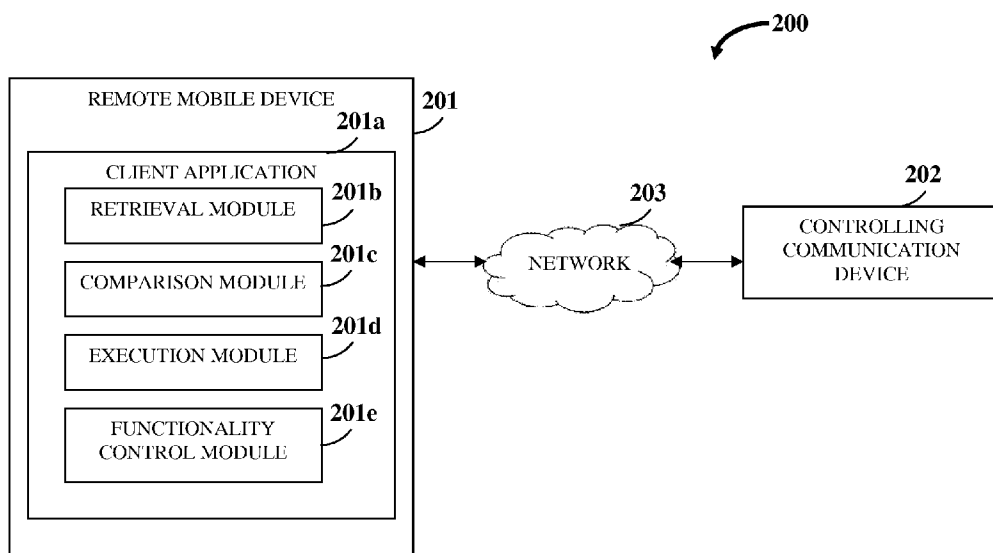 200
REMOTE MOBILE DEVICE
201
201a
CLIENT APPLICATION
201b
RETRIEVAL MODULE
201c
COMPARISON MODULE
201d
EXECUTION MODULE
201e
FUNCTIONALITY
CONTROL MODULE
203
NETWORK
202
CONTROLLING
COMMUNICATION
DEVICE